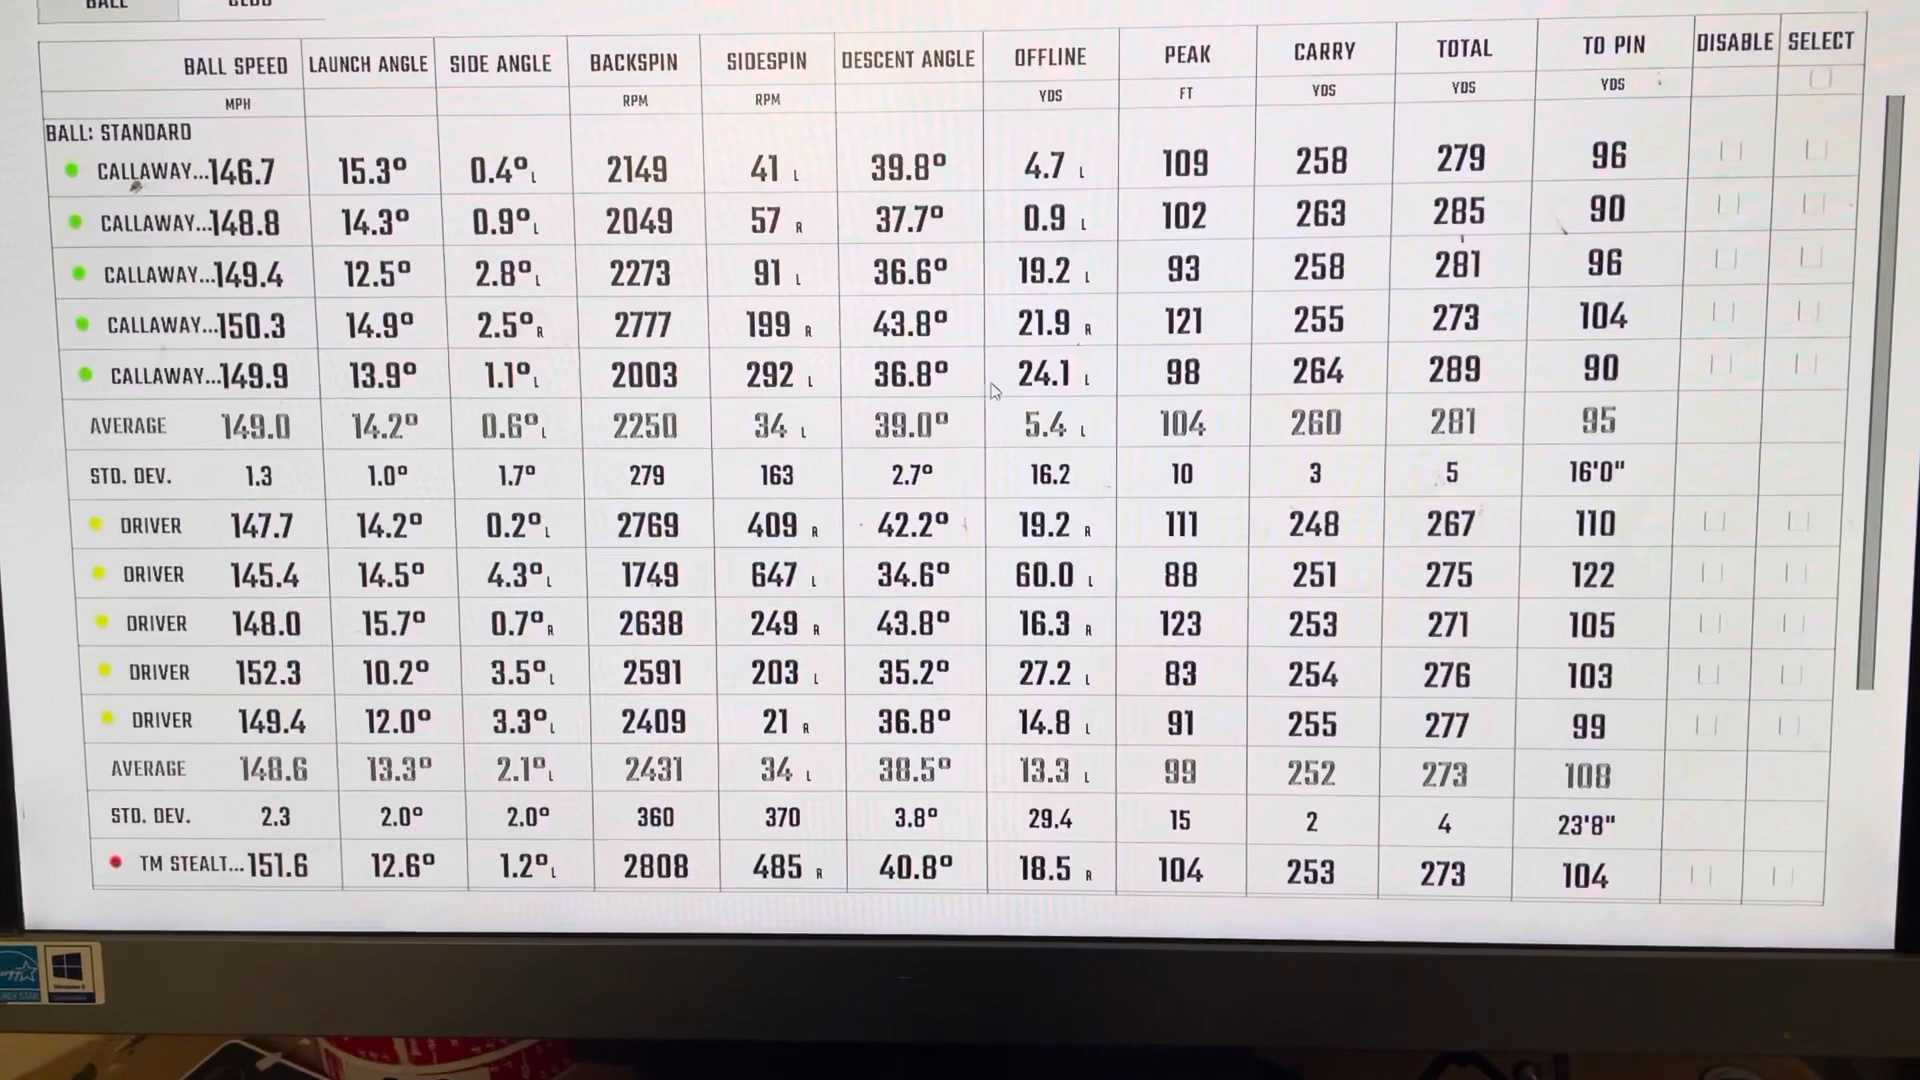 BALL CLUB
BALL SPEED LAUNCH ANGLE SIDE ANGLE BACKSPIN SIDESPIN DESCENT ANGLE OFFLINE PEAK CARRY TOTAL TO PIN DISABLE SELECT
MPH RPM RPM YDS FT YDS YDS YDS
BALL: STANDARD
CALLAWAY... 146.7 15.3° 0.4° L 2149 41 L 39.8° 4.7 L 109 258 279 96
CALLAWAY... 148.8 14.3° 0.9° L 2049 57 R 37.7° 0.9 L 102 263 285 90
CALLAWAY... 149.4 12.5° 2.8° L 2273 91 L 36.6° 19.2 L 93 258 281 96
CALLAWAY... 150.3 14.9° 2.5° R 2777 199 R 43.8° 21.9 R 121 255 273 104
CALLAWAY... 149.9 13.9° 1.1° L 2003 292 L 36.8° 24.1 L 98 264 289 90
AVERAGE 149.0 14.2° 0.6° L 2250 34 L 39.0° 5.4 L 104 260 281 95
STD. DEV. 1.3 1.0° 1.7° 279 163 2.7° 16.2 10 3 5 16'0"
DRIVER 147.7 14.2° 0.2° L 2769 409 R 42.2° 19.2 R 111 248 267 110
DRIVER 145.4 14.5° 4.3° L 1749 647 L 34.6° 60.0 L 88 251 275 122
DRIVER 148.0 15.7° 0.7° R 2638 249 R 43.8° 16.3 R 123 253 271 105
DRIVER 152.3 10.2° 3.5° L 2591 203 L 35.2° 27.2 L 83 254 276 103
DRIVER 149.4 12.0° 3.3° L 2409 21 R 36.8° 14.8 L 91 255 277 99
AVERAGE 148.6 13.3° 2.1° L 2431 34 L 38.5° 13.3 L 99 252 273 108
STD. DEV. 2.3 2.0° 2.0° 360 370 3.8° 29.4 15 2 4 23'8"
TM STEALT... 151.6 12.6° 1.2° L 2808 485 R 40.8° 18.5 R 104 253 273 104